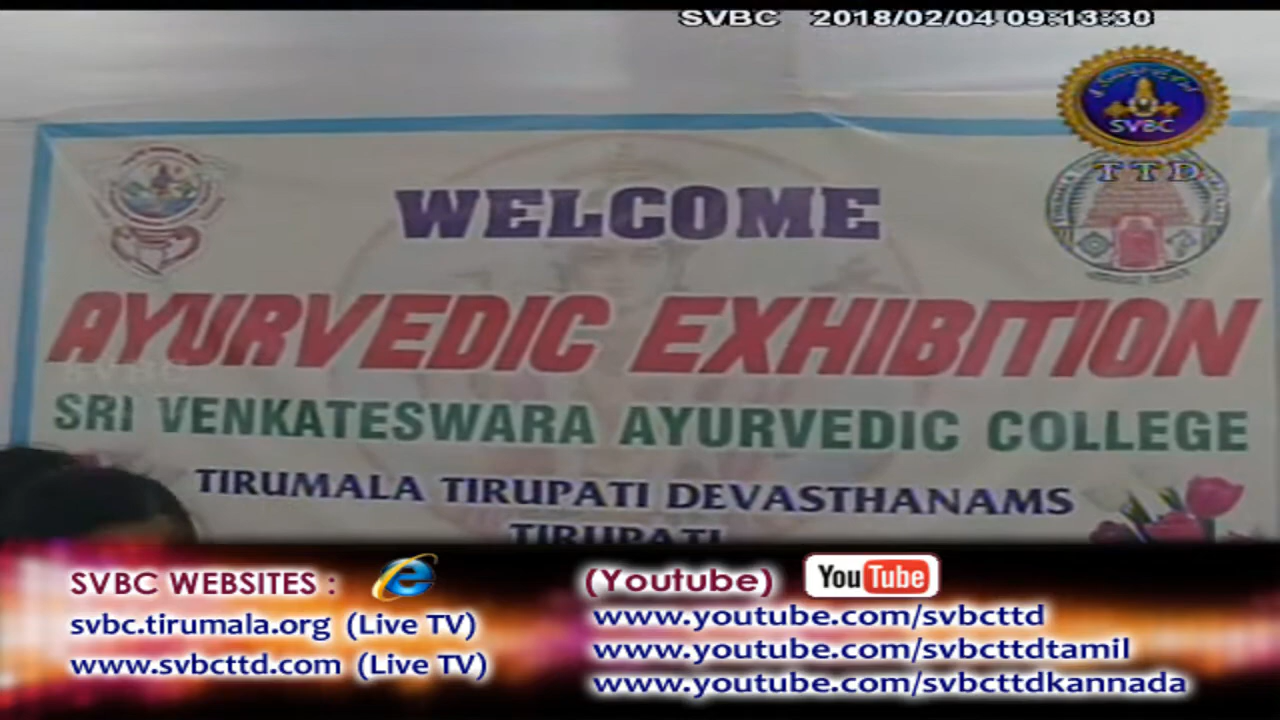 SVBC 2018/02/04 09:13:30
SVBC
T T D
WELCOME
AYURVEDIC EXHIBITION
SVBC
SRI VENKATESWARA AYURVEDIC COLLEGE
TIRUMALA TIRUPATI DEVASTHANAMS
TIRUPATI
SVBC WEBSITES :
svbc.tirumala.org (Live TV)
www.svbcttd.com (Live TV)
(Youtube) YouTube
www.youtube.com/svbcttd
www.youtube.com/svbcttdtamil
www.youtube.com/svbcttdkannada